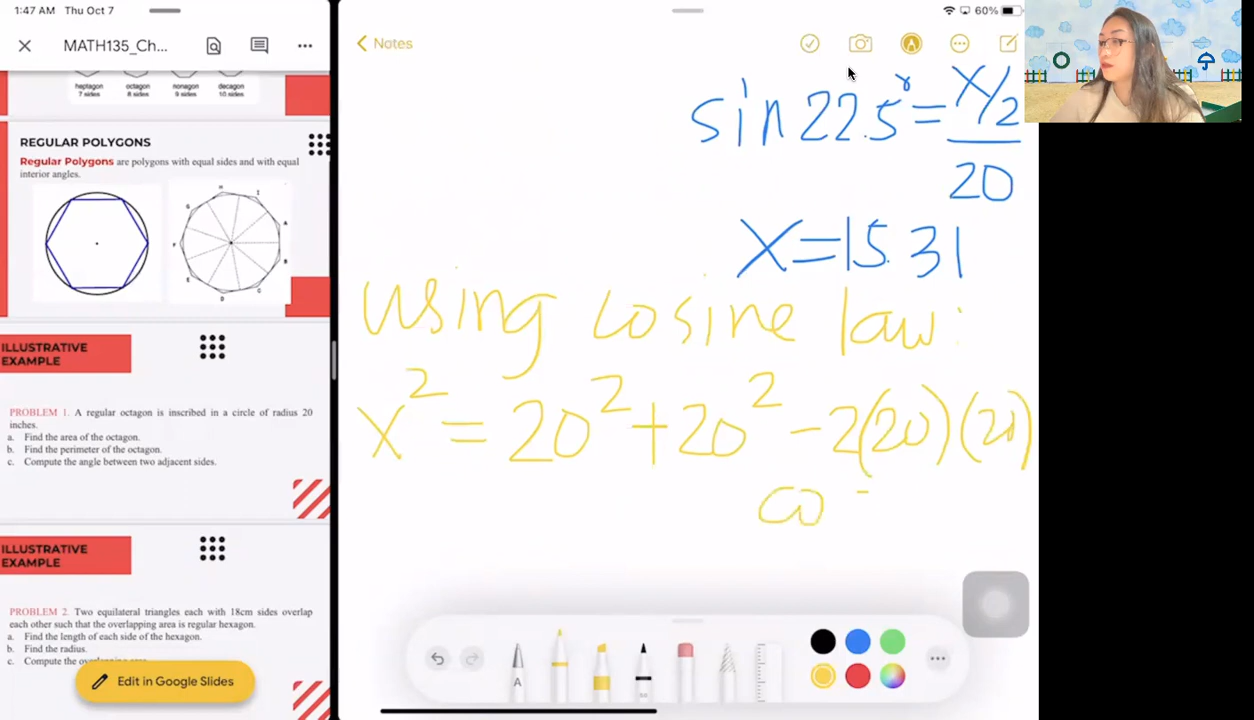 1:47 AM Thu Oct 7
MATH135_Ch...
heptagon
7 sides
octagon
8 sides
nonagon
9 sides
decagon
10 sides
REGULAR POLYGONS
Regular Polygons are polygons with equal sides and with equal
interior angles.
ILLUSTRATIVE
EXAMPLE
PROBLEM 1. A regular octagon is inscribed in a circle of radius 20
inches.
a. Find the area of the octagon.
b. Find the perimeter of the octagon.
c. Compute the angle between two adjacent sides.
ILLUSTRATIVE
EXAMPLE
PROBLEM 2. Two equilateral triangles each with 18cm sides overlap
each other such that the overlapping area is regular hexagon.
a. Find the length of each side of the hexagon.
b. Find the radius.
c. Compute the
Edit in Google Slides
60%
Notes
sin 22.5° = x/2
20
x = 15.31
using cosine law:
x² = 20² + 20² - 2(20)(20)
co
A
50